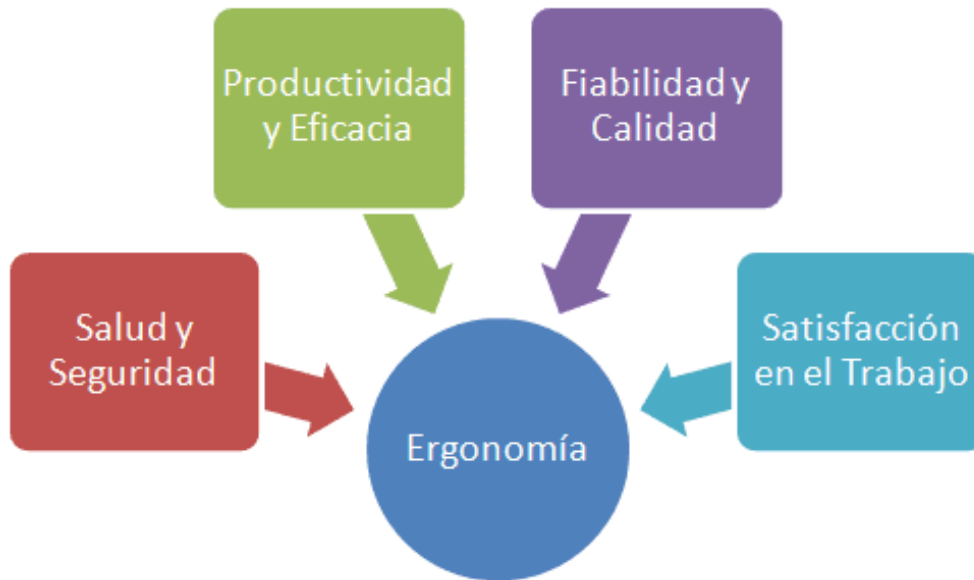 Productividad
y Eficacia
Fiabilidad y
Calidad
Salud y
Seguridad
Satisfacción
en el Trabajo
Ergonomía